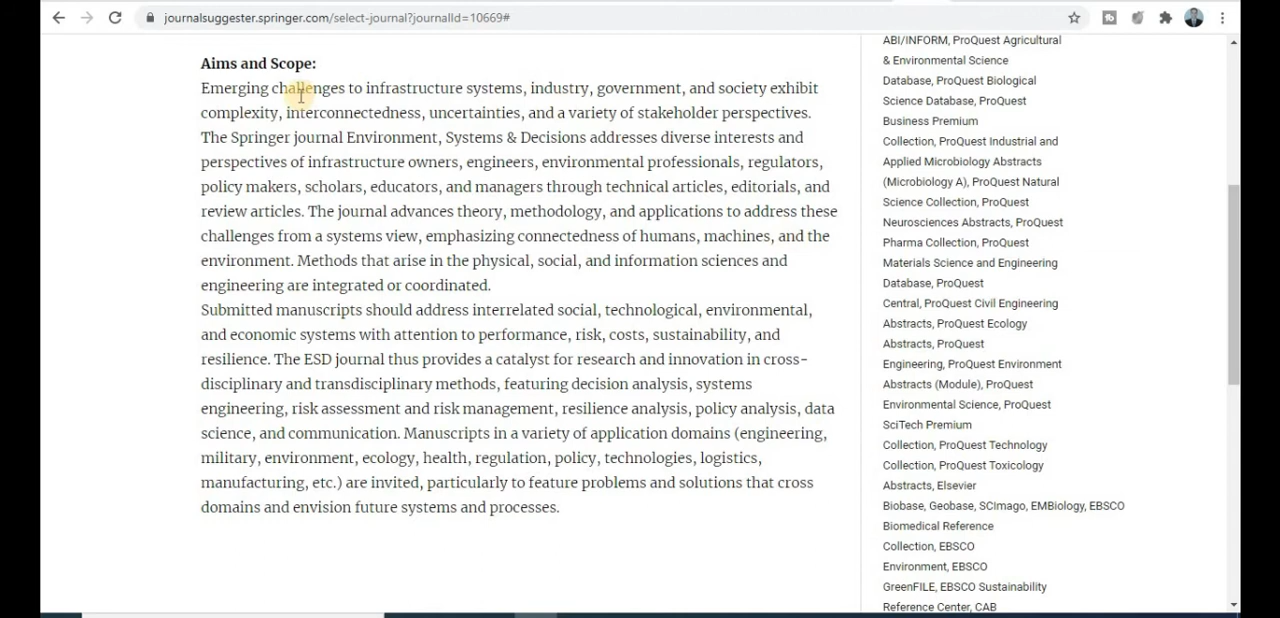 journalsuggester.springer.com/select-journal?journalId=10669#
Aims and Scope:
Emerging challenges to infrastructure systems, industry, government, and society exhibit
complexity, interconnectedness, uncertainties, and a variety of stakeholder perspectives.
The Springer journal Environment, Systems & Decisions addresses diverse interests and
perspectives of infrastructure owners, engineers, environmental professionals, regulators,
policy makers, scholars, educators, and managers through technical articles, editorials, and
review articles. The journal advances theory, methodology, and applications to address these
challenges from a systems view, emphasizing connectedness of humans, machines, and the
environment. Methods that arise in the physical, social, and information sciences and
engineering are integrated or coordinated.
Submitted manuscripts should address interrelated social, technological, environmental,
and economic systems with attention to performance, risk, costs, sustainability, and
resilience. The ESD journal thus provides a catalyst for research and innovation in cross-
disciplinary and transdisciplinary methods, featuring decision analysis, systems
engineering, risk assessment and risk management, resilience analysis, policy analysis, data
science, and communication. Manuscripts in a variety of application domains (engineering,
military, environment, ecology, health, regulation, policy, technologies, logistics,
manufacturing, etc.) are invited, particularly to feature problems and solutions that cross
domains and envision future systems and processes.
ABI/INFORM, ProQuest Agricultural
& Environmental Science
Database, ProQuest Biological
Science Database, ProQuest
Business Premium
Collection, ProQuest Industrial and
Applied Microbiology Abstracts
(Microbiology A), ProQuest Natural
Science Collection, ProQuest
Neurosciences Abstracts, ProQuest
Pharma Collection, ProQuest
Materials Science and Engineering
Database, ProQuest
Central, ProQuest Civil Engineering
Abstracts, ProQuest Ecology
Abstracts, ProQuest
Engineering, ProQuest Environment
Abstracts (Module), ProQuest
Environmental Science, ProQuest
SciTech Premium
Collection, ProQuest Technology
Collection, ProQuest Toxicology
Abstracts, Elsevier
Biobase, Geobase, SCImago, EMBiology, EBSCO
Biomedical Reference
Collection, EBSCO
Environment, EBSCO
GreenFILE, EBSCO Sustainability
Reference Center, CAB